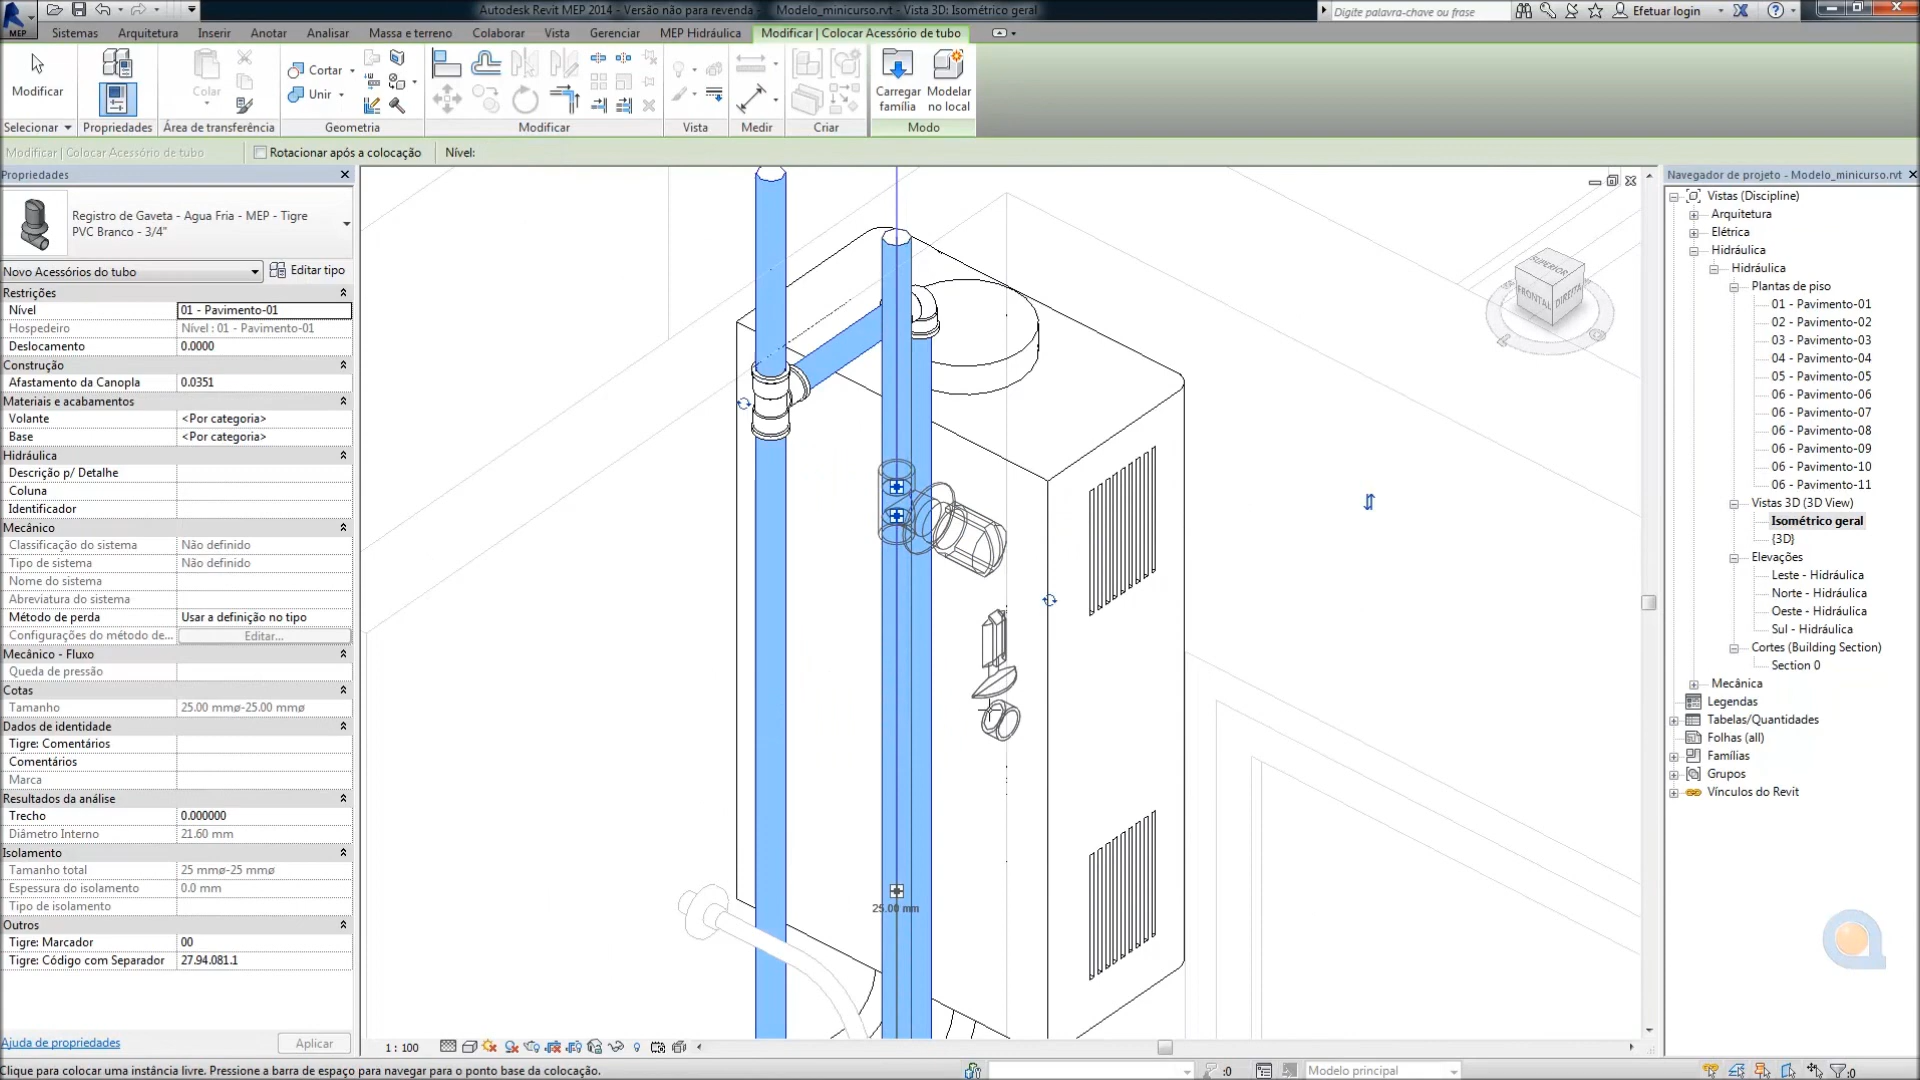 Autodesk Revit MEP 2014 - Versão não para revenda - Modelo_minicurso.rvt - Vista 3D: Isométrico geral
Digite palavra-chave ou frase
Efetuar login
MEP
Sistemas Arquitetura Inserir Anotar Analisar Massa e terreno Colaborar Vista Gerenciar MEP Hidráulica Modificar | Colocar Acessório de tubo
Modificar
Colar
Cortar
Unir
Carregar família
Modelar no local
Selecionar Propriedades Área de transferência Geometria Modificar Vista Medir Criar Modo
Modificar | Colocar Acessório de tubo
Rotacionar após a colocação
Nível:
Propriedades
Registro de Gaveta - Agua Fria - MEP - Tigre
PVC Branco - 3/4"
Novo Acessórios do tubo
Editar tipo
Restrições
Nível 01 - Pavimento-01
Hospedeiro Nível : 01 - Pavimento-01
Deslocamento 0.0000
Construção
Afastamento da Canopla 0.0351
Materiais e acabamentos
Volante <Por categoria>
Base <Por categoria>
Hidráulica
Descrição p/ Detalhe
Coluna
Identificador
Mecânico
Classificação do sistema Não definido
Tipo de sistema Não definido
Nome do sistema
Abreviatura do sistema
Método de perda Usar a definição no tipo
Configurações do método de... Editar...
Mecânico - Fluxo
Queda de pressão
Cotas
Tamanho 25.00 mmø-25.00 mmø
Dados de identidade
Tigre: Comentários
Comentários
Marca
Resultados da análise
Trecho 0.000000
Diâmetro Interno 21.60 mm
Isolamento
Tamanho total 25 mmø-25 mmø
Espessura do isolamento 0.0 mm
Tipo de isolamento
Outros
Tigre: Marcador 00
Tigre: Código com Separador 27.94.081.1
Ajuda de propriedades
Aplicar
SUPERIOR
FRONTAL
DIREITA
25.00 mm
1 : 100
Navegador de projeto - Modelo_minicurso.rvt
Vistas (Discipline)
Arquitetura
Elétrica
Hidráulica
Hidráulica
Plantas de piso
01 - Pavimento-01
02 - Pavimento-02
03 - Pavimento-03
04 - Pavimento-04
05 - Pavimento-05
06 - Pavimento-06
06 - Pavimento-07
06 - Pavimento-08
06 - Pavimento-09
06 - Pavimento-10
06 - Pavimento-11
Vistas 3D (3D View)
Isométrico geral
{3D}
Elevações
Leste - Hidráulica
Norte - Hidráulica
Oeste - Hidráulica
Sul - Hidráulica
Cortes (Building Section)
Section 0
Mecânica
Legendas
Tabelas/Quantidades
Folhas (all)
Famílias
Grupos
Vínculos do Revit
Clique para colocar uma instância livre. Pressione a barra de espaço para navegar para o ponto base da colocação.
:0
Modelo principal
:0